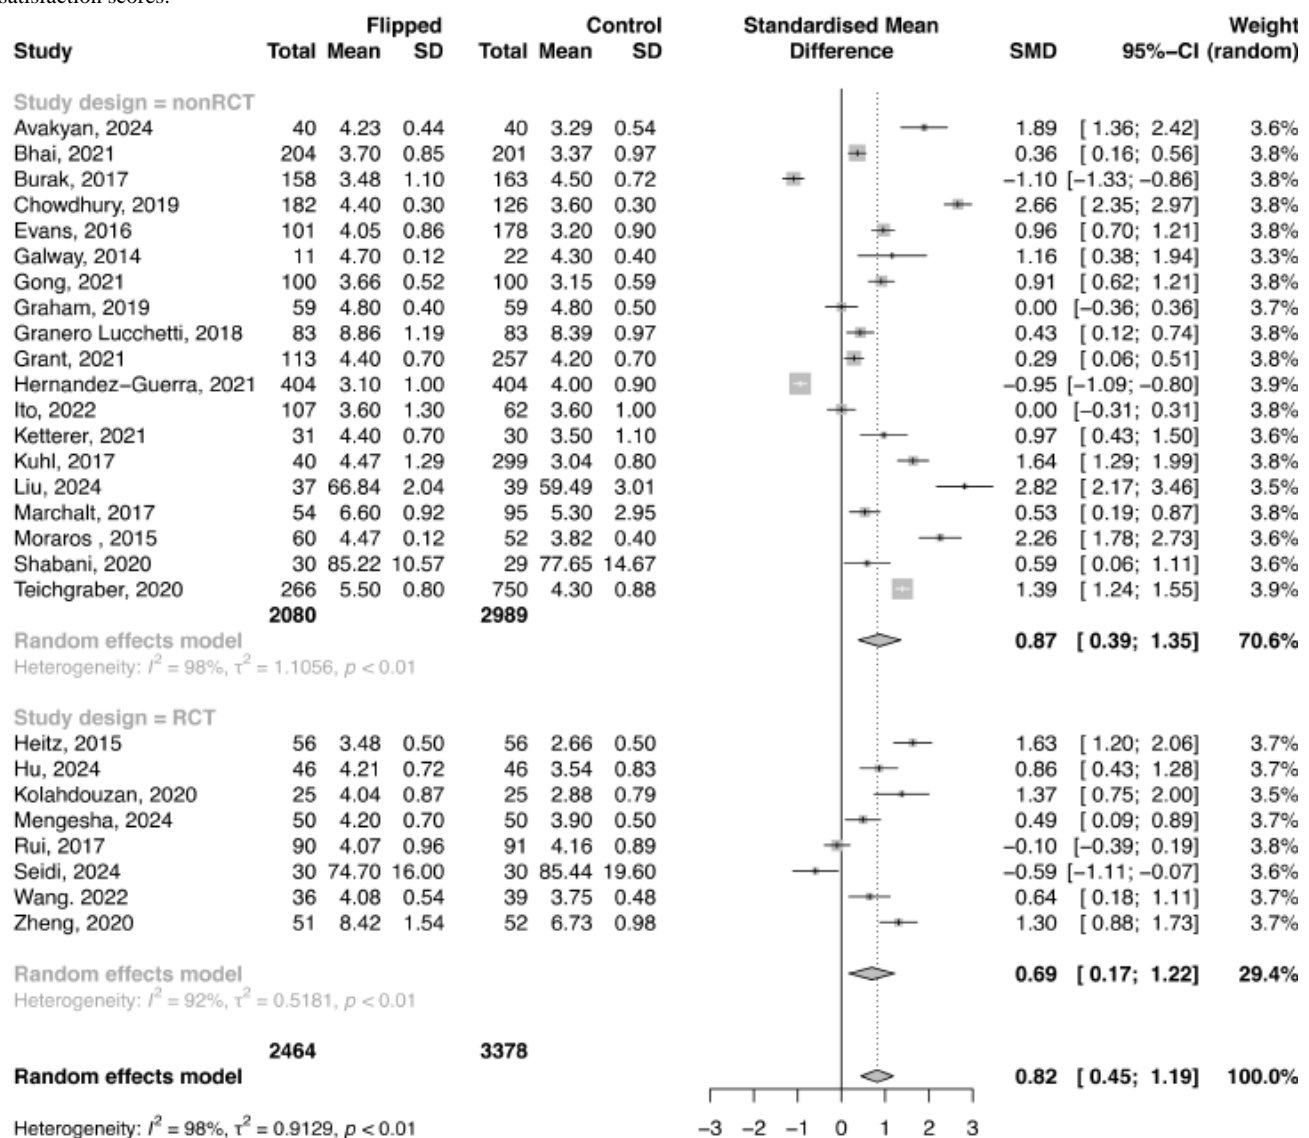 satisfaction scores.
Flipped Control Standardised Mean Weight
Study Total Mean SD Total Mean SD Difference SMD 95%−CI (random)
Study design = nonRCT
Avakyan, 2024 40 4.23 0.44 40 3.29 0.54 1.89 [ 1.36; 2.42] 3.6%
Bhai, 2021 204 3.70 0.85 201 3.37 0.97 0.36 [ 0.16; 0.56] 3.8%
Burak, 2017 158 3.48 1.10 163 4.50 0.72 −1.10 [−1.33; −0.86] 3.8%
Chowdhury, 2019 182 4.40 0.30 126 3.60 0.30 2.66 [ 2.35; 2.97] 3.8%
Evans, 2016 101 4.05 0.86 178 3.20 0.90 0.96 [ 0.70; 1.21] 3.8%
Galway, 2014 11 4.70 0.12 22 4.30 0.40 1.16 [ 0.38; 1.94] 3.3%
Gong, 2021 100 3.66 0.52 100 3.15 0.59 0.91 [ 0.62; 1.21] 3.8%
Graham, 2019 59 4.80 0.40 59 4.80 0.50 0.00 [−0.36; 0.36] 3.7%
Granero Lucchetti, 2018 83 8.86 1.19 83 8.39 0.97 0.43 [ 0.12; 0.74] 3.8%
Grant, 2021 113 4.40 0.70 257 4.20 0.70 0.29 [ 0.06; 0.51] 3.8%
Hernandez−Guerra, 2021 404 3.10 1.00 404 4.00 0.90 −0.95 [−1.09; −0.80] 3.9%
Ito, 2022 107 3.60 1.30 62 3.60 1.00 0.00 [−0.31; 0.31] 3.8%
Ketterer, 2021 31 4.40 0.70 30 3.50 1.10 0.97 [ 0.43; 1.50] 3.6%
Kuhl, 2017 40 4.47 1.29 299 3.04 0.80 1.64 [ 1.29; 1.99] 3.8%
Liu, 2024 37 66.84 2.04 39 59.49 3.01 2.82 [ 2.17; 3.46] 3.5%
Marchalt, 2017 54 6.60 0.92 95 5.30 2.95 0.53 [ 0.19; 0.87] 3.8%
Moraros , 2015 60 4.47 0.12 52 3.82 0.40 2.26 [ 1.78; 2.73] 3.6%
Shabani, 2020 30 85.22 10.57 29 77.65 14.67 0.59 [ 0.06; 1.11] 3.6%
Teichgraber, 2020 266 5.50 0.80 750 4.30 0.88 1.39 [ 1.24; 1.55] 3.9%
2080 2989
Random effects model 0.87 [ 0.39; 1.35] 70.6%
Heterogeneity: I² = 98%, τ² = 1.1056, p < 0.01
Study design = RCT
Heitz, 2015 56 3.48 0.50 56 2.66 0.50 1.63 [ 1.20; 2.06] 3.7%
Hu, 2024 46 4.21 0.72 46 3.54 0.83 0.86 [ 0.43; 1.28] 3.7%
Kolahdouzan, 2020 25 4.04 0.87 25 2.88 0.79 1.37 [ 0.75; 2.00] 3.5%
Mengesha, 2024 50 4.20 0.70 50 3.90 0.50 0.49 [ 0.09; 0.89] 3.7%
Rui, 2017 90 4.07 0.96 91 4.16 0.89 −0.10 [−0.39; 0.19] 3.8%
Seidi, 2024 30 74.70 16.00 30 85.44 19.60 −0.59 [−1.11; −0.07] 3.6%
Wang. 2022 36 4.08 0.54 39 3.75 0.48 0.64 [ 0.18; 1.11] 3.7%
Zheng, 2020 51 8.42 1.54 52 6.73 0.98 1.30 [ 0.88; 1.73] 3.7%
Random effects model 0.69 [ 0.17; 1.22] 29.4%
Heterogeneity: I² = 92%, τ² = 0.5181, p < 0.01
2464 3378
Random effects model 0.82 [ 0.45; 1.19] 100.0%
Heterogeneity: I² = 98%, τ² = 0.9129, p < 0.01
−3 −2 −1 0 1 2 3